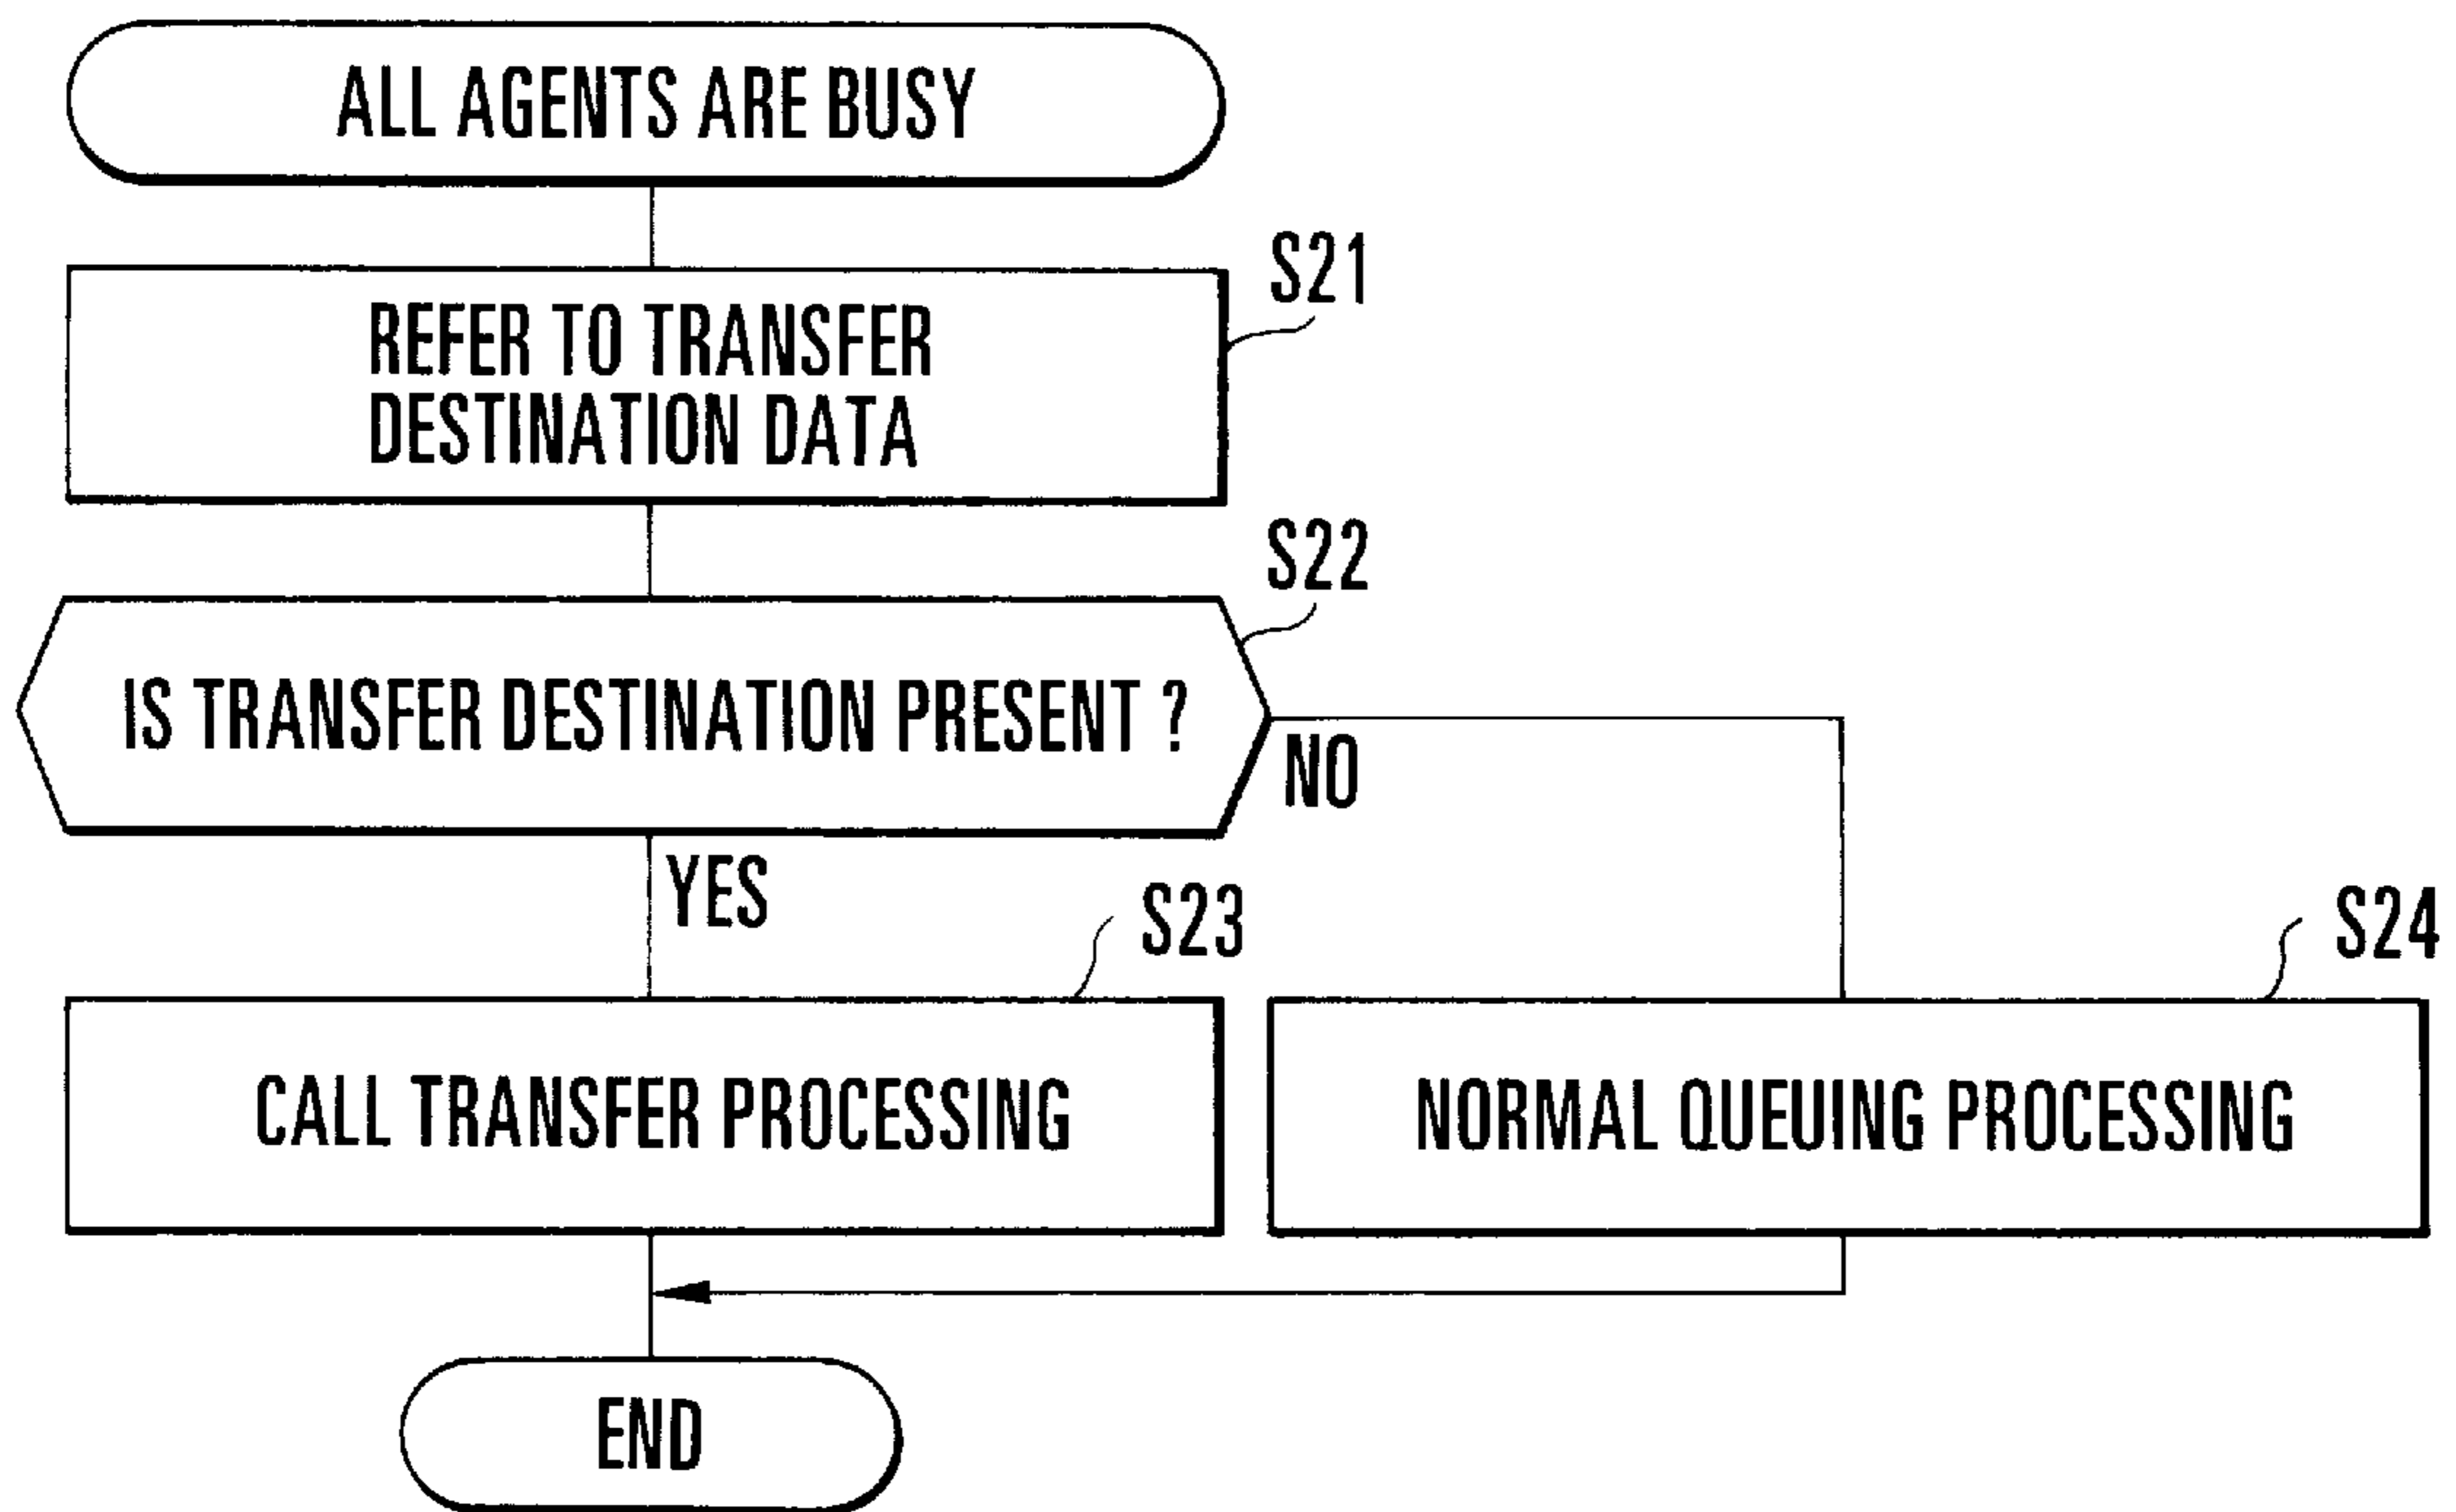 ALL AGENTS ARE BUSY
S21
REFER TO TRANSFER
DESTINATION DATA
S22
IS TRANSFER DESTINATION PRESENT ?
NO
YES
S23
S24
CALL TRANSFER PROCESSING
NORMAL QUEUING PROCESSING
END